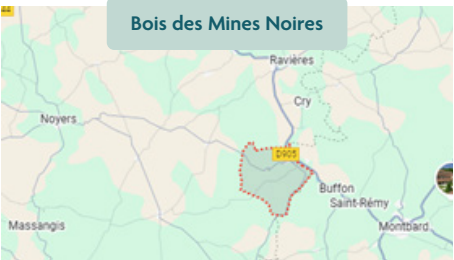 Bois des Mines Noires
Ravières
Cry
Noyers
D905
Buffon
Saint-Rémy
Massangis
Montbard